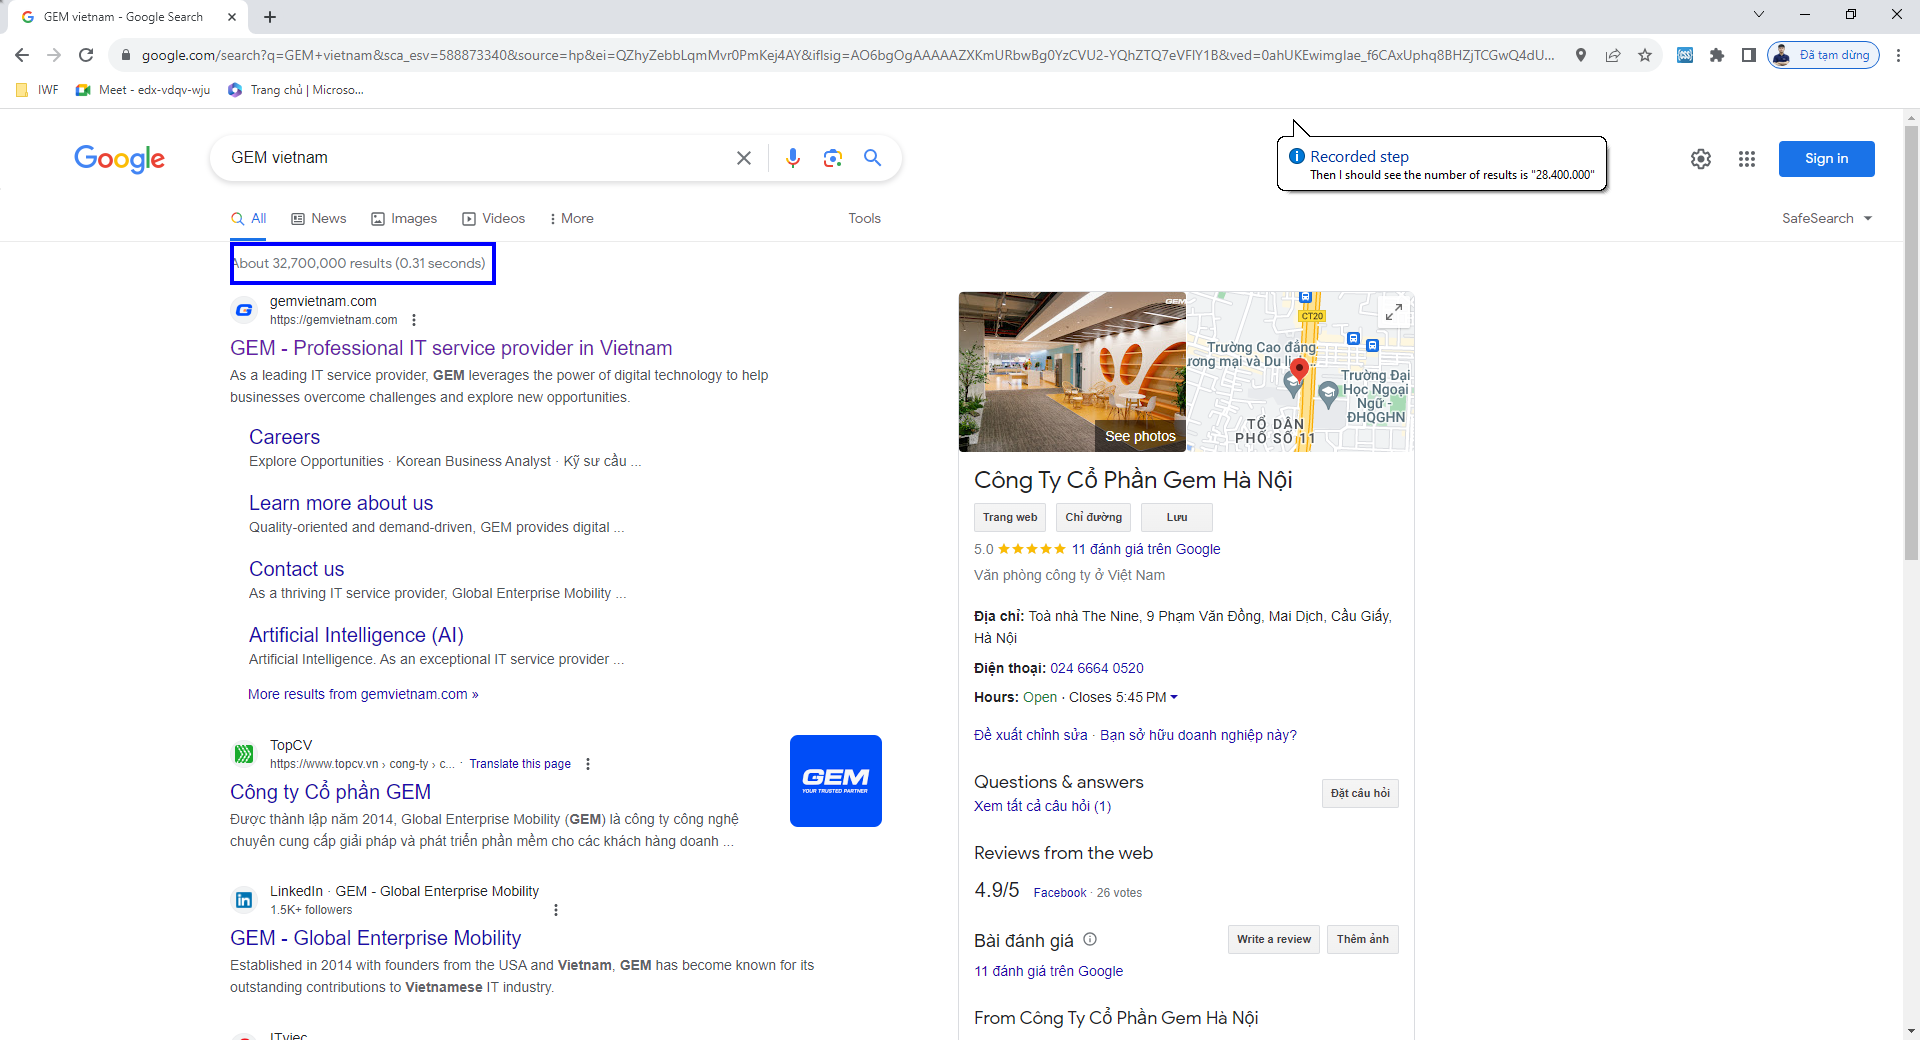 GEM vietnam - Google Search
google.com/search?q=GEM+vietnam&sca_esv=588873340&source=hp&ei=QZhyZebbLqmMvr0PmKej4AY&iflsig=AO6bgOgAAAAAZXKmURbwBg0YzCVU2-YQhZTQ7eVFlY1B&ved=0ahUKEwimgIae_f6CAxUphq8BHZjTCGwQ4dU...
Đã tạm dừng
IWF
Meet - edx-vdqv-wju
Trang chủ | Microso...
Google
GEM vietnam
Recorded step
Then I should see the number of results is "28.400.000"
Sign in
All
News
Images
Videos
More
Tools
SafeSearch
About 32,700,000 results (0.31 seconds)
gemvietnam.com
https://gemvietnam.com
GEM - Professional IT service provider in Vietnam
As a leading IT service provider, GEM leverages the power of digital technology to help
businesses overcome challenges and explore new opportunities.
Careers
Explore Opportunities · Korean Business Analyst · Kỹ sư cầu ...
Learn more about us
Quality-oriented and demand-driven, GEM provides digital ...
Contact us
As a thriving IT service provider, Global Enterprise Mobility ...
Artificial Intelligence (AI)
Artificial Intelligence. As an exceptional IT service provider ...
More results from gemvietnam.com »
TopCV
https://www.topcv.vn › cong-ty › c... · Translate this page
Công ty Cổ phần GEM
Được thành lập năm 2014, Global Enterprise Mobility (GEM) là công ty công nghệ
chuyên cung cấp giải pháp và phát triển phần mềm cho các khách hàng doanh ...
GEM
YOUR TRUSTED PARTNER
LinkedIn · GEM - Global Enterprise Mobility
1.5K+ followers
GEM - Global Enterprise Mobility
Established in 2014 with founders from the USA and Vietnam, GEM has become known for its
outstanding contributions to Vietnamese IT industry.
ITviec
GEM
See photos
CT20
Trường Cao đẳng
ương mại và Du li...
Trường Đại
Học Ngoại
Ngữ -
ĐHQGHN
TỔ DÂN
PHỐ SỐ 11
Công Ty Cổ Phần Gem Hà Nội
Trang web
Chỉ đường
Lưu
5.0 ★★★★★ 11 đánh giá trên Google
Văn phòng công ty ở Việt Nam
Địa chỉ: Toà nhà The Nine, 9 Phạm Văn Đồng, Mai Dịch, Cầu Giấy,
Hà Nội
Điện thoại: 024 6664 0520
Hours: Open · Closes 5:45 PM
Đề xuất chỉnh sửa · Bạn sở hữu doanh nghiệp này?
Questions & answers
Xem tất cả câu hỏi (1)
Đặt câu hỏi
Reviews from the web
4.9/5 Facebook · 26 votes
Bài đánh giá
Write a review
Thêm ảnh
11 đánh giá trên Google
From Công Ty Cổ Phần Gem Hà Nội